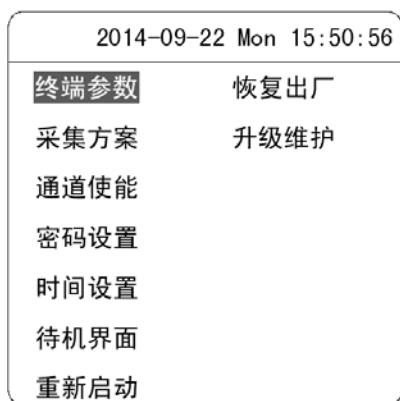 2014-09-22 Mon 15:50:56
终端参数 恢复出厂
采集方案 升级维护
通道使能
密码设置
时间设置
待机界面
重新启动